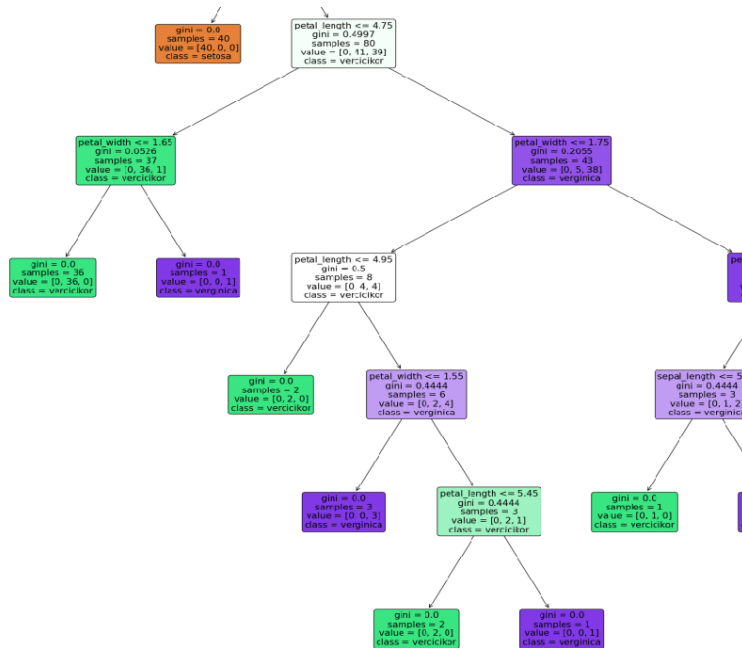 gini = 0.0
samples = 40
value = [40, 0, 0]
class = setosa
petal_length <= 4.75
gini = 0.4997
samples = 80
value = [0, 41, 39]
class = vercicikor
petal_width <= 1.65
gini = 0.0526
samples = 37
value = [0, 36, 1]
class = vercicikor
petal_width <= 1.75
gini = 0.2055
samples = 43
value = [0, 5, 38]
class = verginica
gini = 0.0
samples = 36
value = [0, 36, 0]
class = vercicikor
gini = 0.0
samples = 1
value = [0, 0, 1]
class = verginica
petal_length <= 4.95
gini = 0.5
samples = 8
value = [0, 4, 4]
class = vercicikor
gini = 0.0
samples = 2
value = [0, 2, 0]
class = vercicikor
petal_width <= 1.55
gini = 0.4444
samples = 6
value = [0, 2, 4]
class = verginica
sepal_length <= 5
gini = 0.4444
samples = 3
value = [0, 1, 2
class = verginica
gini = 0.0
samples = 3
value = [0, 0, 3]
class = verginica
petal_length <= 5.45
gini = 0.4444
samples = 3
value = [0, 2, 1]
class = vercicikor
gini = 0.0
samples = 1
value = [0, 1, 0]
class = vercicikor
gini = 0.0
samples = 2
value = [0, 2, 0]
class = vercicikor
gini = 0.0
samples = 1
value = [0, 0, 1]
class = verginica